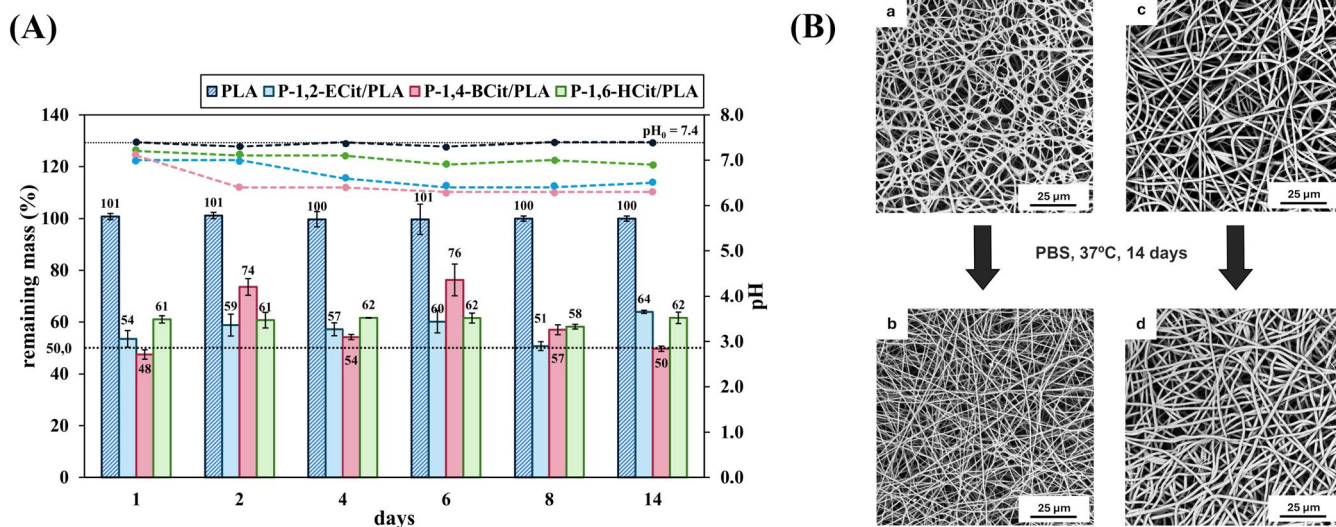 (A)
PLA P-1,2-ECit/PLA P-1,4-BCit/PLA P-1,6-HCit/PLA
remaining mass (%)
140
120
100
80
60
50,0
40
20
0
pH₀ = 7.4
101 101 100 101 100 100
54 48 61
59 74 61
57 54 62
60 76 62
51 57 58
64 50 62
8.0
7.0
6.0
5.0
4.0
3.0
2.0
1.0
0.0
pH
1 2 4 6 8 14
days
(B)
a
25 µm
c
25 µm
PBS, 37ºC, 14 days
b
25 µm
d
25 µm